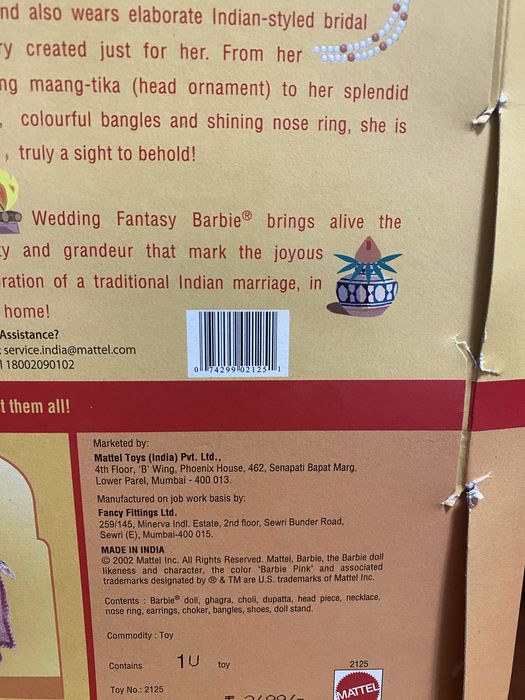 nd also wears elaborate Indian-styled bridal
ry created just for her. From her
ng maang-tika (head ornament) to her splendid
, colourful bangles and shining nose ring, she is
, truly a sight to behold!
Wedding Fantasy Barbie® brings alive the
ty and grandeur that mark the joyous
ration of a traditional Indian marriage, in
home!
Assistance?
: service.india@mattel.com
18002090102
0 74299 02125 1
t them all!
Marketed by:
Mattel Toys (India) Pvt. Ltd.,
4th Floor, 'B' Wing, Phoenix House, 462, Senapati Bapat Marg,
Lower Parel, Mumbai - 400 013.
Manufactured on job work basis by:
Fancy Fittings Ltd.
259/145, Minerva Indl. Estate, 2nd floor, Sewri Bunder Road,
Sewri (E), Mumbai-400 015.
MADE IN INDIA
© 2002 Mattel Inc. All Rights Reserved. Mattel, Barbie, the Barbie doll
likeness and character, the color "Barbie Pink" and associated
trademarks designated by ® & TM are U.S. trademarks of Mattel Inc.
Contents : Barbie® doll, ghagra, choli, dupatta, head piece, necklace,
nose ring, earrings, choker, bangles, shoes, doll stand.
Commodity : Toy
Contains 1U toy
2125
Toy No.: 2125
MATTEL